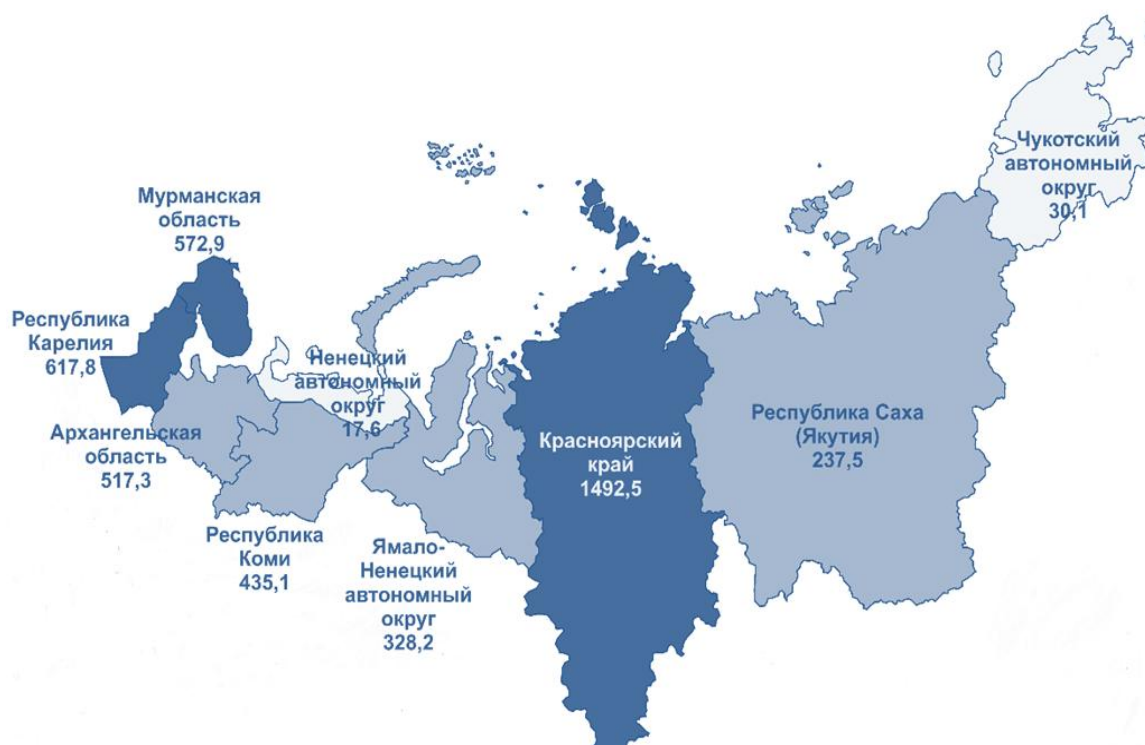 Чукотский
автономный
округ
30,1
Мурманская
область
572,9
Республика
Карелия
617,8
Ненецкий
автономный
округ
17,6
Архангельская
область
517,3
Красноярский
край
1492,5
Республика Саха
(Якутия)
237,5
Республика
Коми
435,1
Ямало-
Ненецкий
автономный
округ
328,2